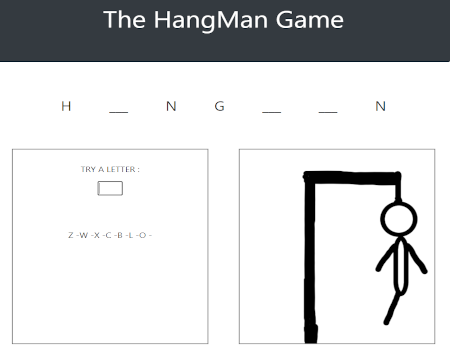 The HangMan Game
H __ N G __ __ N
TRY A LETTER :
Z -W -X -C -B -L -O -